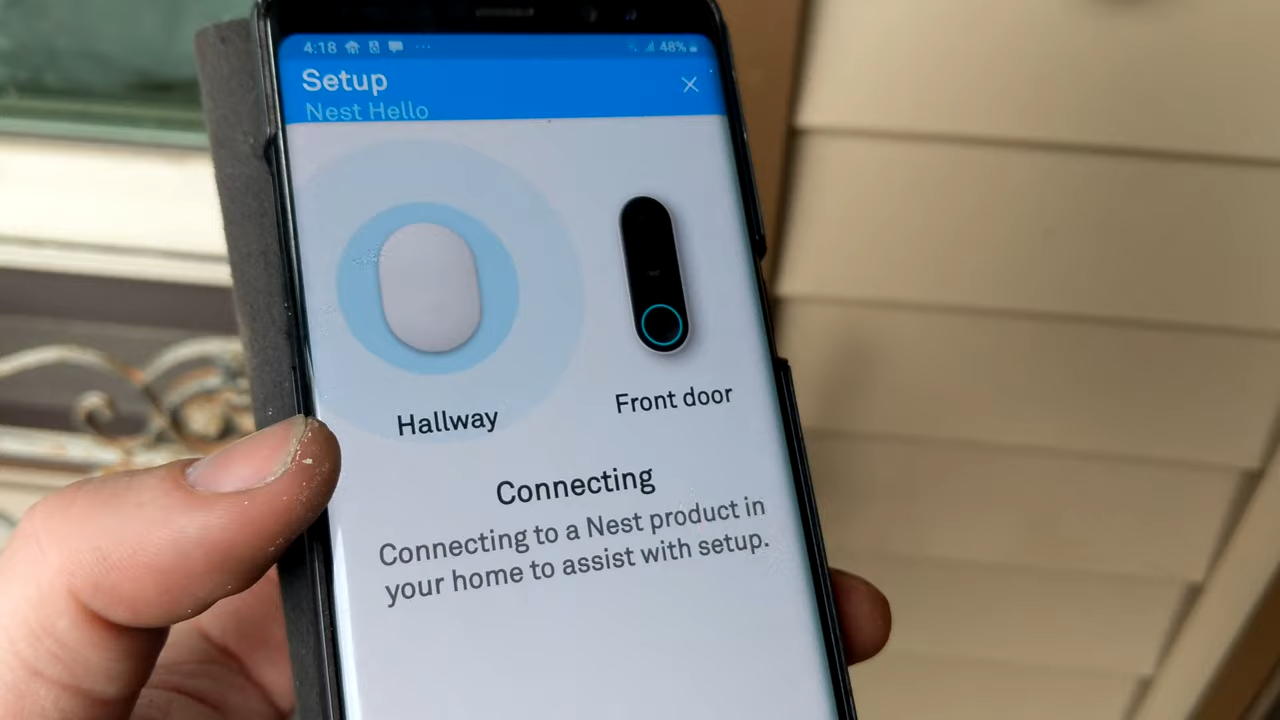 4:18
48%
Setup
Nest Hello
Hallway
Front door
Connecting
Connecting to a Nest product in
your home to assist with setup.